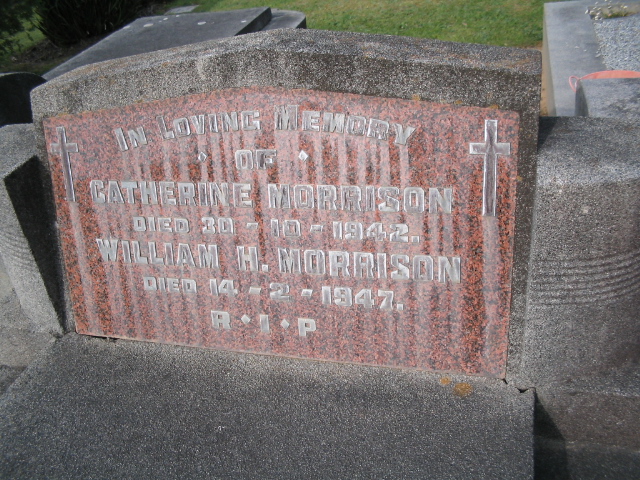 In Loving Memory
OF
CATHERINE MORRISON
DIED 30-10-1942.
WILLIAM H. MORRISON
DIED 14-2-1947.
R·I·P